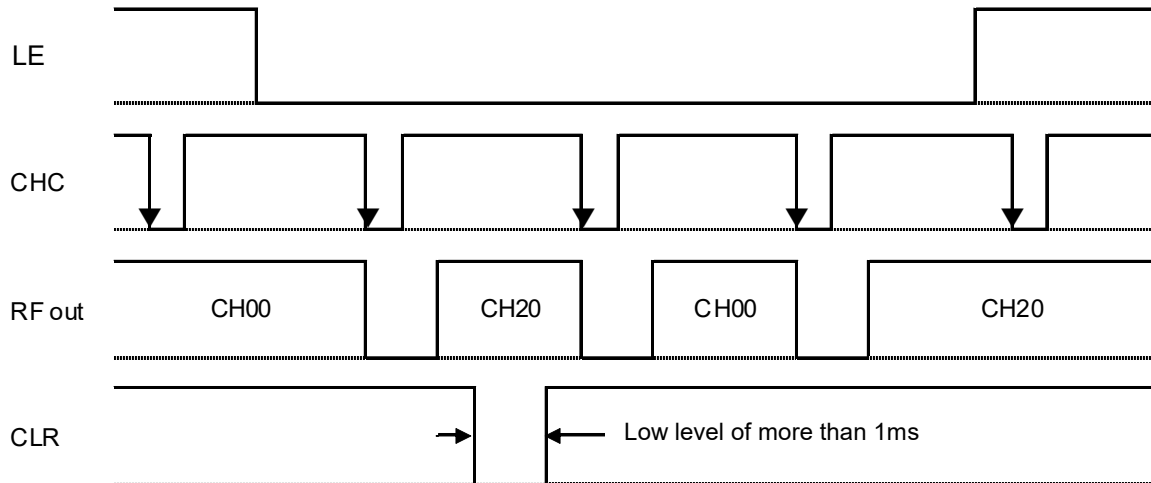 LE
CHC
RF out
CH00
CH20
CH00
CH20
CLR
Low level of more than 1ms